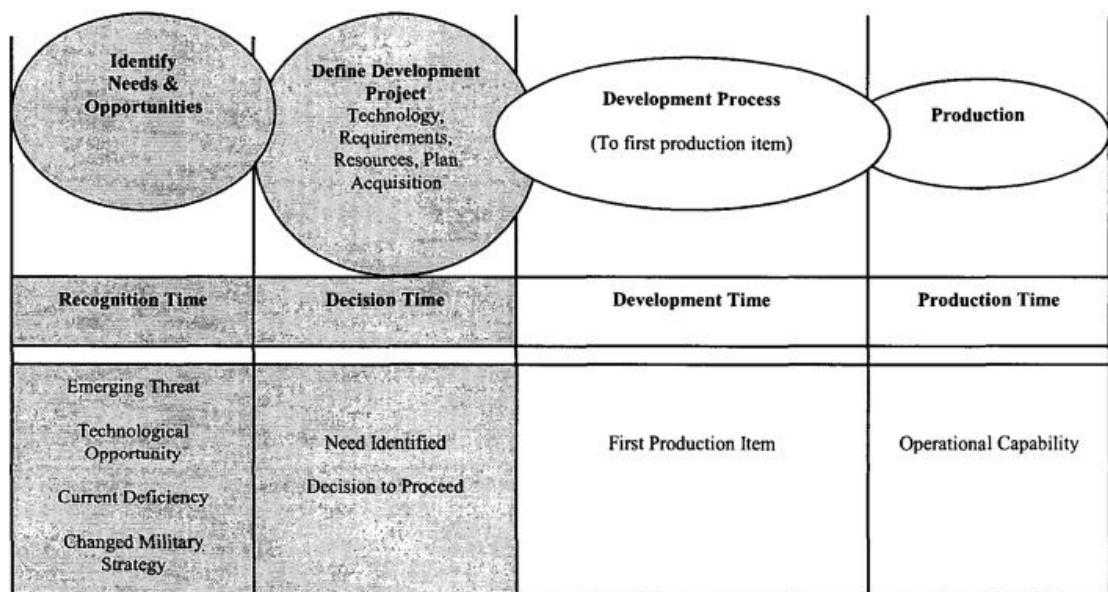 Identify
Needs &
Opportunities
Define Development
Project
Technology,
Requirements,
Resources, Plan
Acquisition
Development Process
(To first production item)
Production
Recognition Time
Decision Time
Development Time
Production Time
Emerging Threat
Technological
Opportunity
Current Deficiency
Changed Military
Strategy
Need Identified
Decision to Proceed
First Production Item
Operational Capability